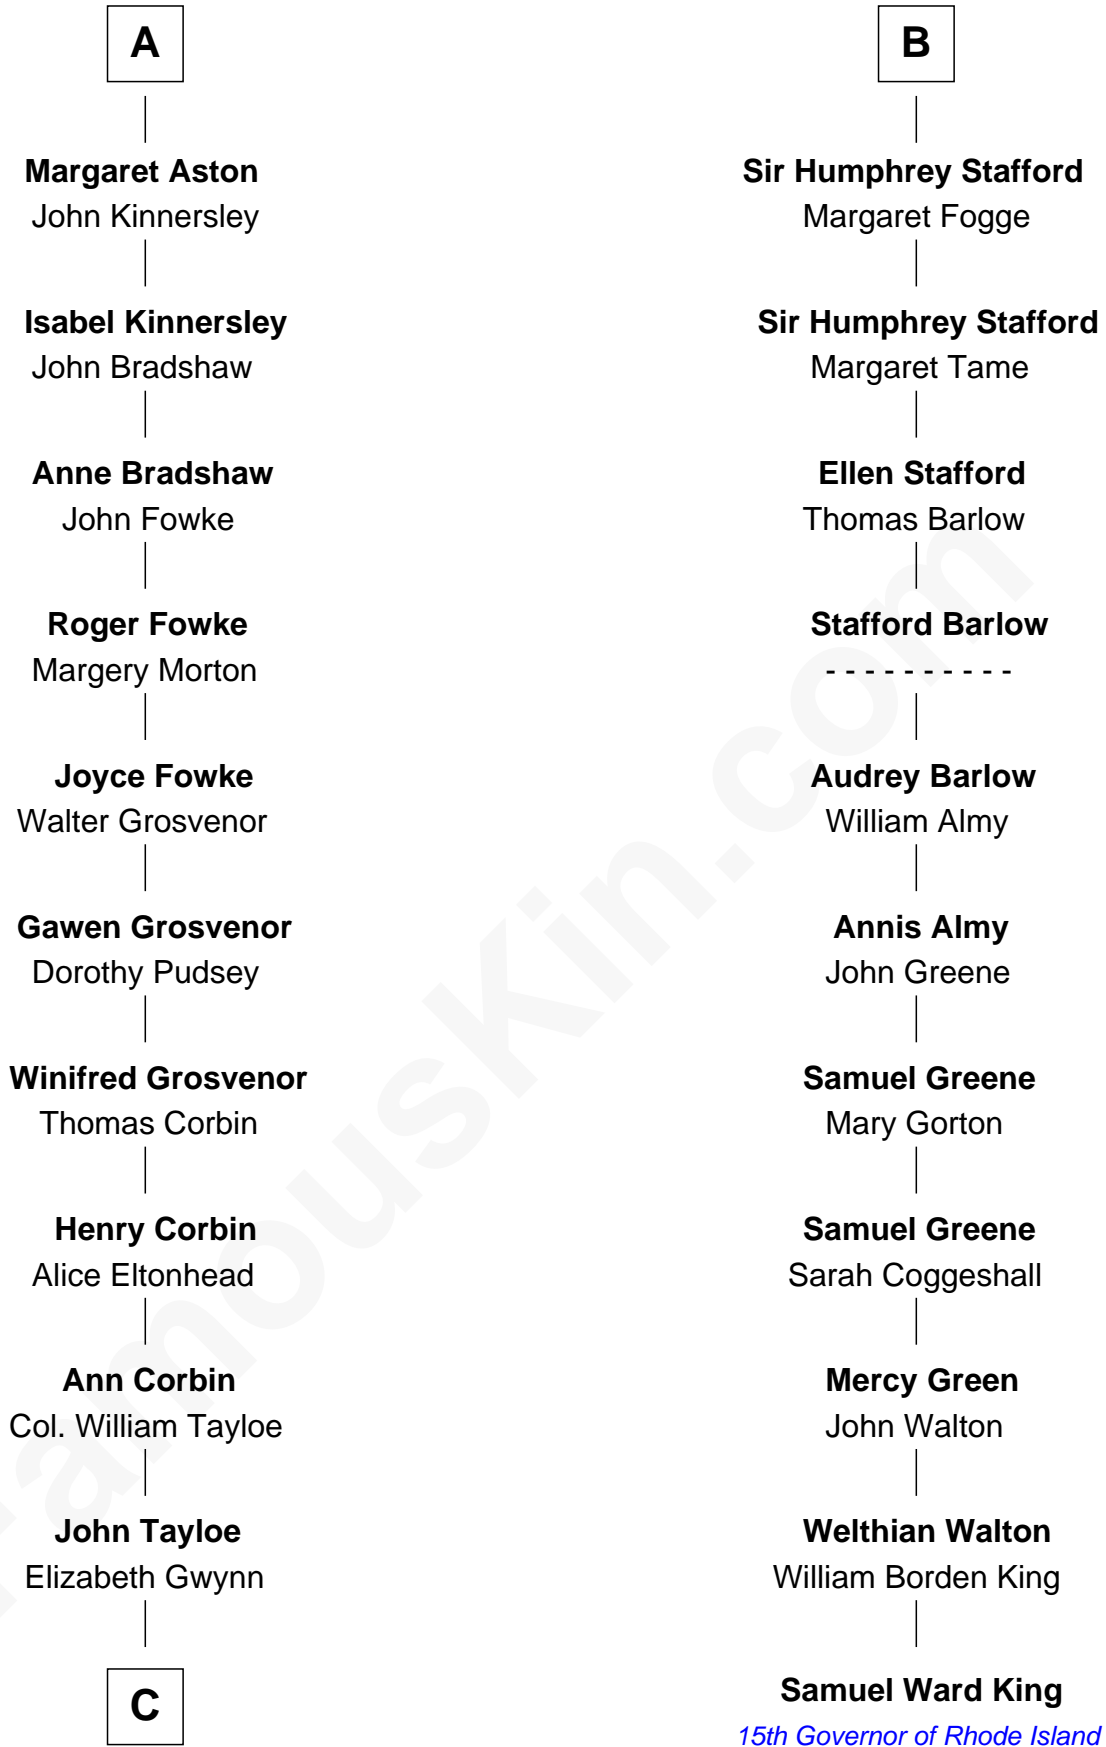 A
Margaret Aston
John Kinnersley
Isabel Kinnersley
John Bradshaw
Anne Bradshaw
John Fowke
Roger Fowke
Margery Morton
Joyce Fowke
Walter Grosvenor
Gawen Grosvenor
Dorothy Pudsey
Winifred Grosvenor
Thomas Corbin
Henry Corbin
Alice Eltonhead
Ann Corbin
Col. William Tayloe
John Tayloe
Elizabeth Gwynn
C
B
Sir Humphrey Stafford
Margaret Fogge
Sir Humphrey Stafford
Margaret Tame
Ellen Stafford
Thomas Barlow
Stafford Barlow
- - - - - - - - - -
Audrey Barlow
William Almy
Annis Almy
John Greene
Samuel Greene
Mary Gorton
Samuel Greene
Sarah Coggeshall
Mercy Green
John Walton
Welthian Walton
William Borden King
Samuel Ward King
15th Governor of Rhode Island
FamousKin.com